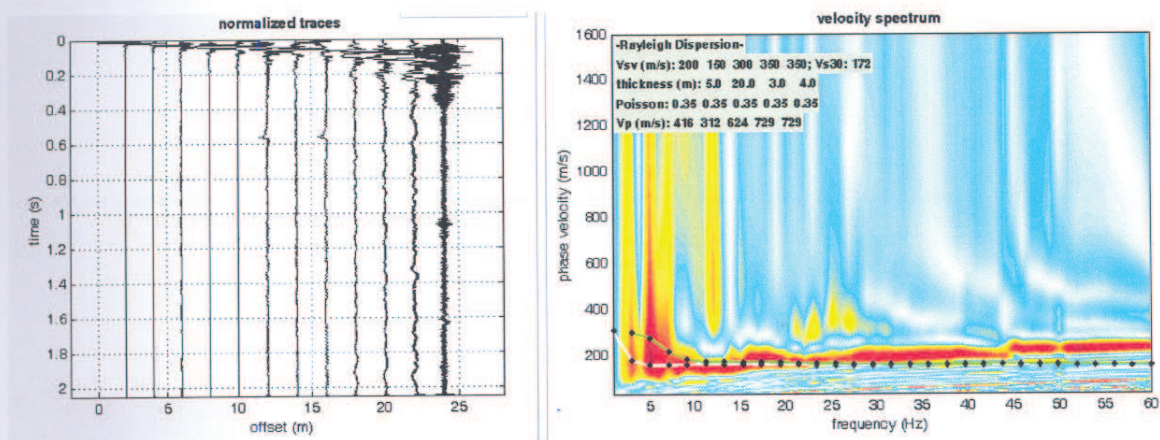 normalized traces
0
0.2
0.4
0.6
0.8
1
1.2
1.4
1.6
1.8
2
time (s)
0 5 10 15 20 25
offset (m)
velocity spectrum
1600
1400
1200
1000
800
600
400
200
phase velocity (m/s)
-Rayleigh Dispersion-
Vsv (m/s): 200 150 300 350 350; Vs30: 172
thickness (m): 5.0 20.0 3.0 4.0
Poisson: 0.35 0.35 0.35 0.35 0.35
Vp (m/s): 416 312 624 729 729
5 10 15 20 25 30 35 40 45 50 55 60
frequency (Hz)